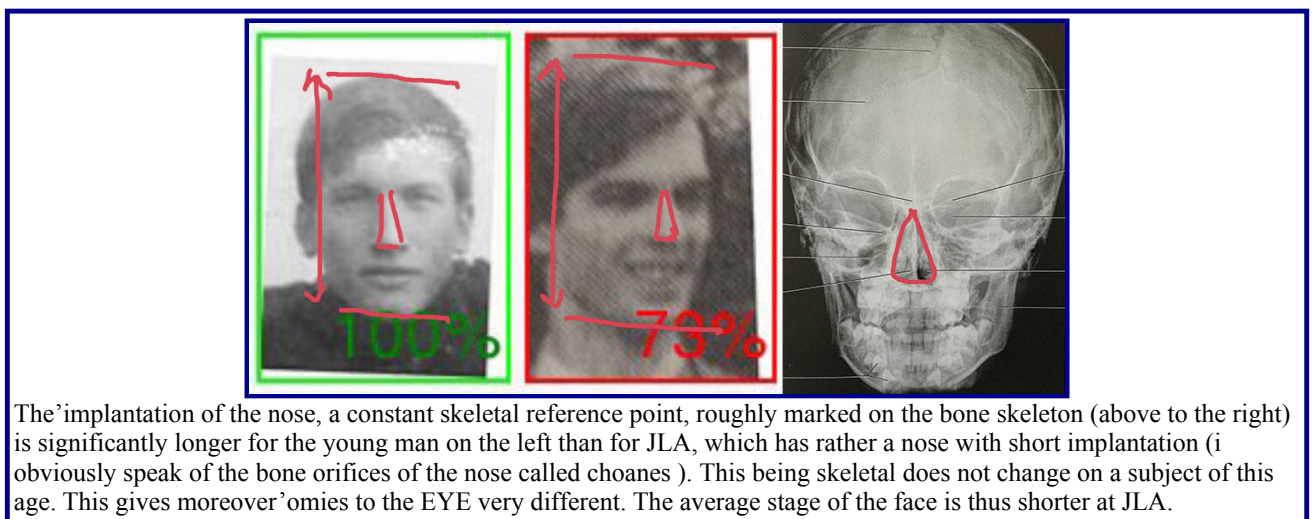 100% 73%
The’implantation of the nose, a constant skeletal reference point, roughly marked on the bone skeleton (above to the right)
is significantly longer for the young man on the left than for JLA, which has rather a nose with short implantation (i
obviously speak of the bone orifices of the nose called choanes ). This being skeletal does not change on a subject of this
age. This gives moreover’omies to the EYE very different. The average stage of the face is thus shorter at JLA.